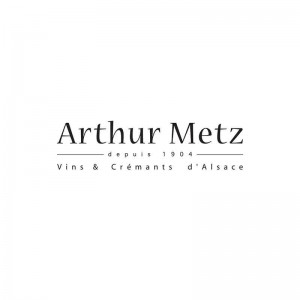 Arthur Metz
depuis 1904
Vins & Crémants d'Alsace